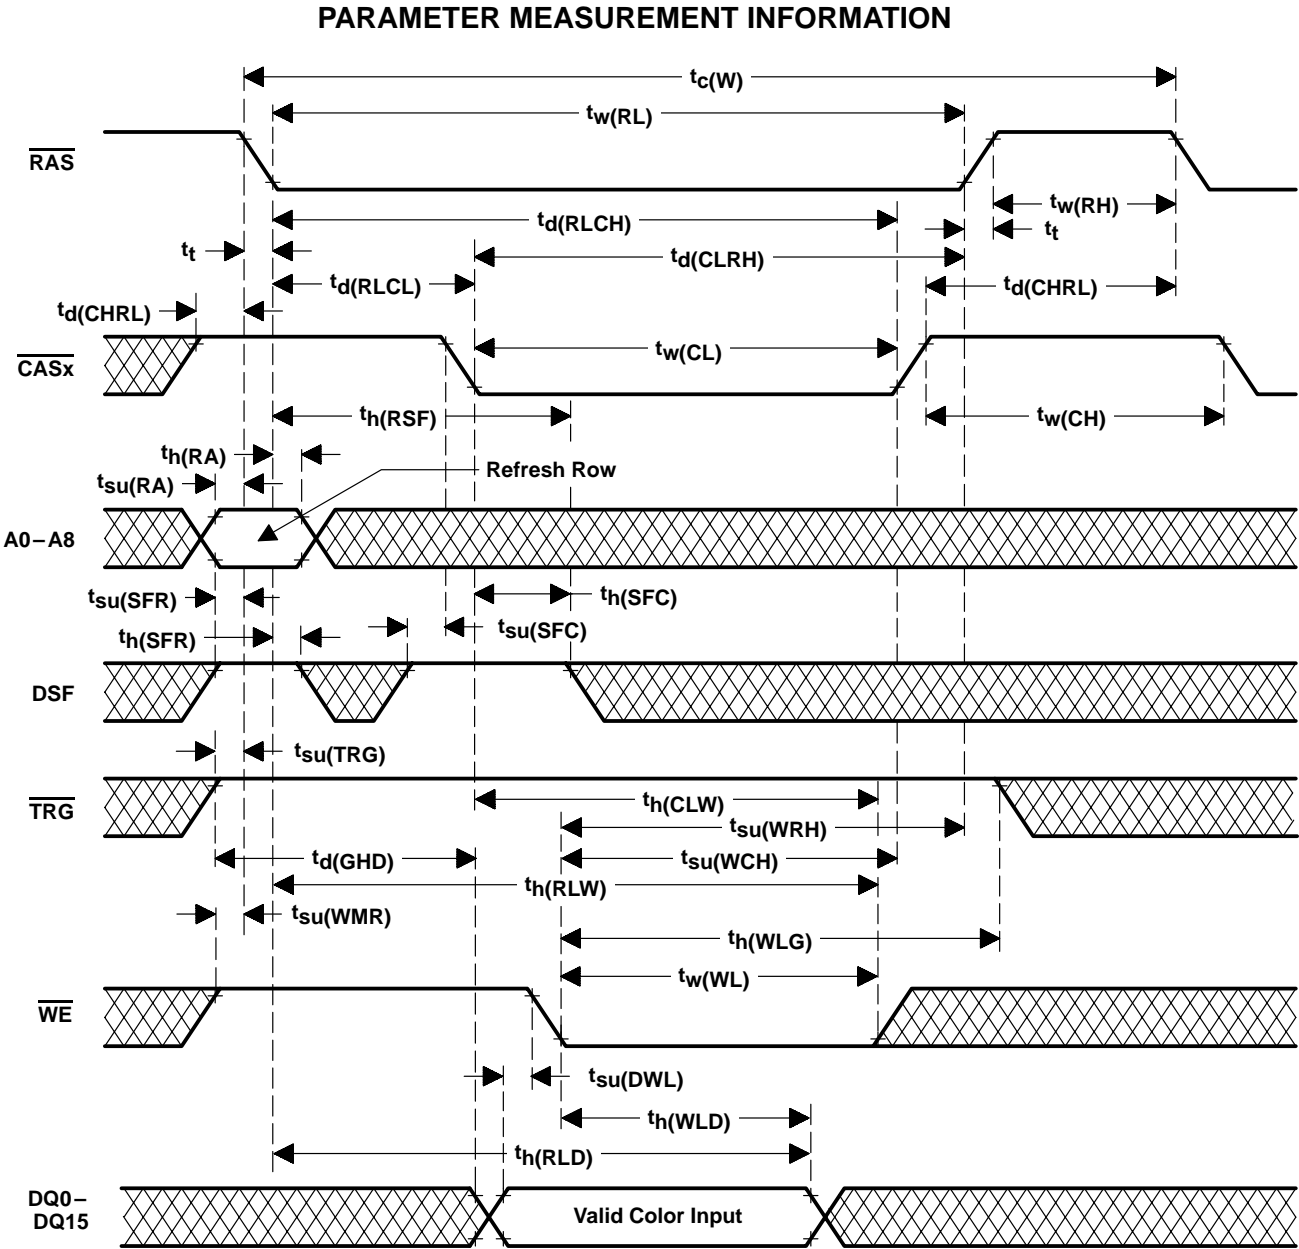 PARAMETER MEASUREMENT INFORMATION
tc(W)
tw(RL)
RAS
tw(RH)
td(RLCH)
tt
tt
td(CLRH)
td(RLCL)
td(CHRL)
td(CHRL)
CASx
tw(CL)
th(RSF)
tw(CH)
th(RA)
Refresh Row
tsu(RA)
A0–A8
tsu(SFR)
th(SFC)
th(SFR)
tsu(SFC)
DSF
tsu(TRG)
TRG
th(CLW)
tsu(WRH)
td(GHD)
tsu(WCH)
th(RLW)
tsu(WMR)
th(WLG)
tw(WL)
WE
tsu(DWL)
th(WLD)
th(RLD)
DQ0–
DQ15
Valid Color Input